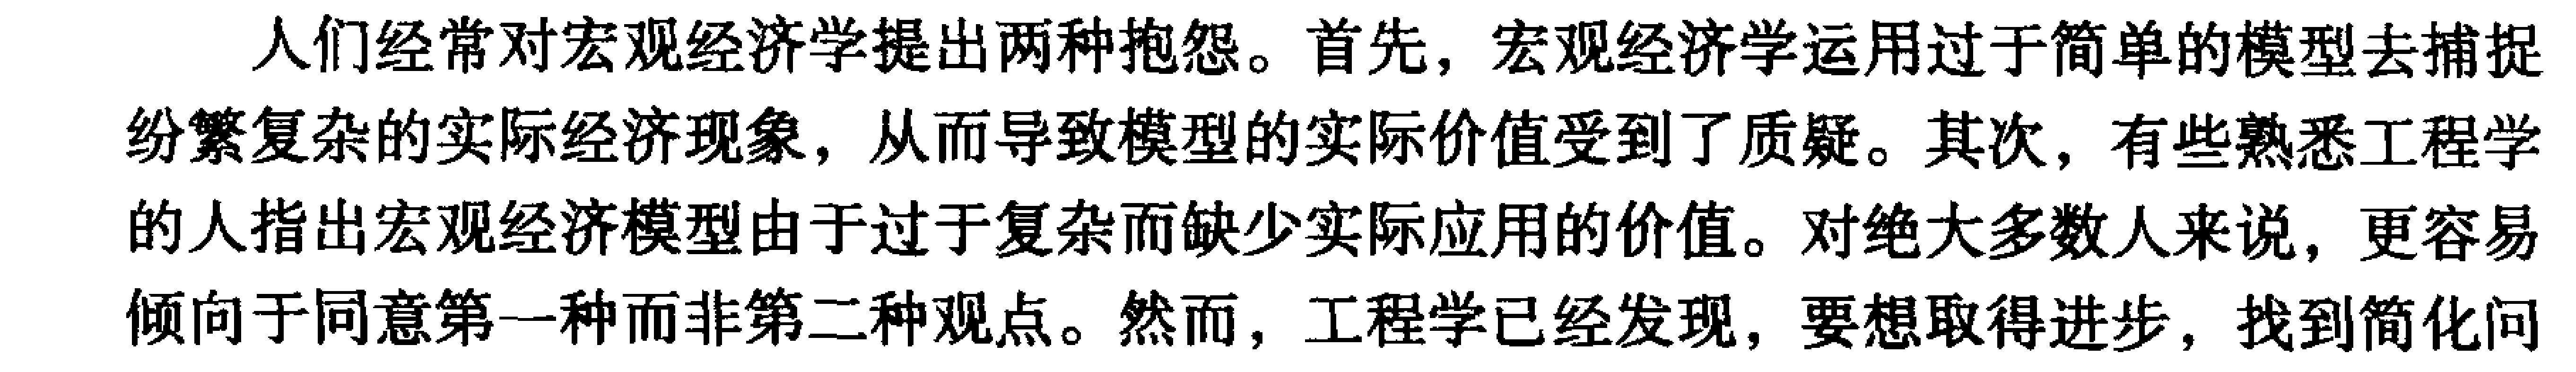 人们经常对宏观经济学提出两种抱怨。首先，宏观经济学运用过于简单的模型去捕捉
纷繁复杂的实际经济现象，从而导致模型的实际价值受到了质疑。其次，有些熟悉工程学
的人指出宏观经济模型由于过于复杂而缺少实际应用的价值。对绝大多数人来说，更容易
倾向于同意第一种而非第二种观点。然而，工程学已经发现，要想取得进步，找到简化问